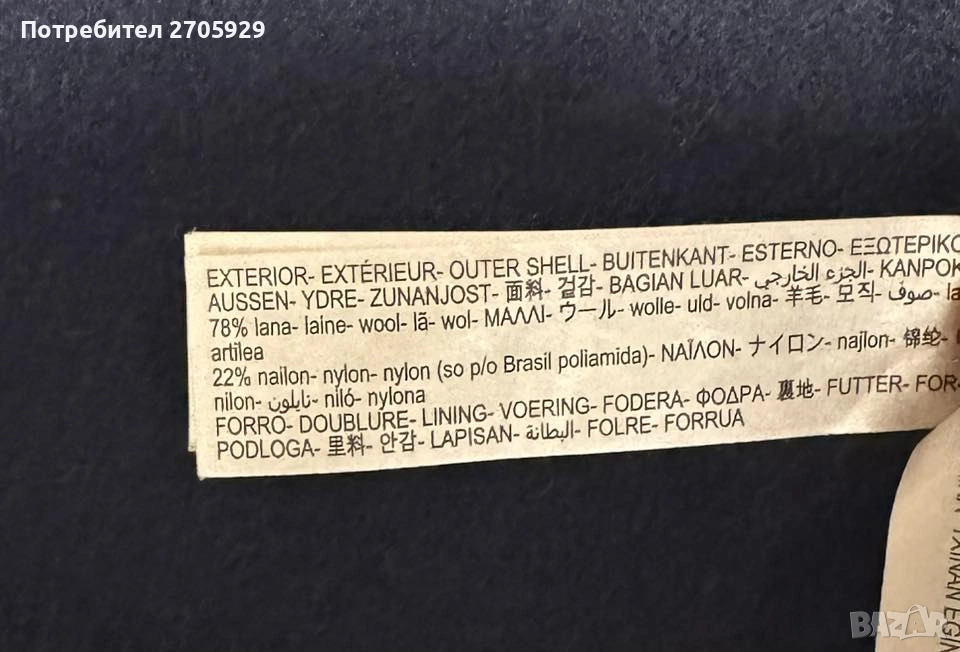 Потребител 2705929
EXTERIOR- EXTÉRIEUR- OUTER SHELL- BUITENKANT- ESTERNO- ΕΞΩΤΕΡΙΚΟ
AUSSEN- YDRE- ZUNANJOST- 面料- 겉감- BAGIAN LUAR- الجزء الخارجي- KANPOK
78% lana- laine- wool- lã- wol- ΜΑΛΛΙ- ウール- wolle- uld- volna- 羊毛- 모직- صوف- la
artilea
22% nailon- nylon- nylon (so p/o Brasil poliamida)- ΝΑΪΛΟΝ- ナイロン- najlon- 锦纶-
nilon- نايلون- niló- nylona
FORRO- DOUBLURE- LINING- VOERING- FODERA- ΦΟΔΡΑ- 裏地- FUTTER- FOR-
PODLOGA- 里料- 안감- LAPISAN- البطانة- FOLRE- FORRUA
TXINAN EGIA
BAZAR